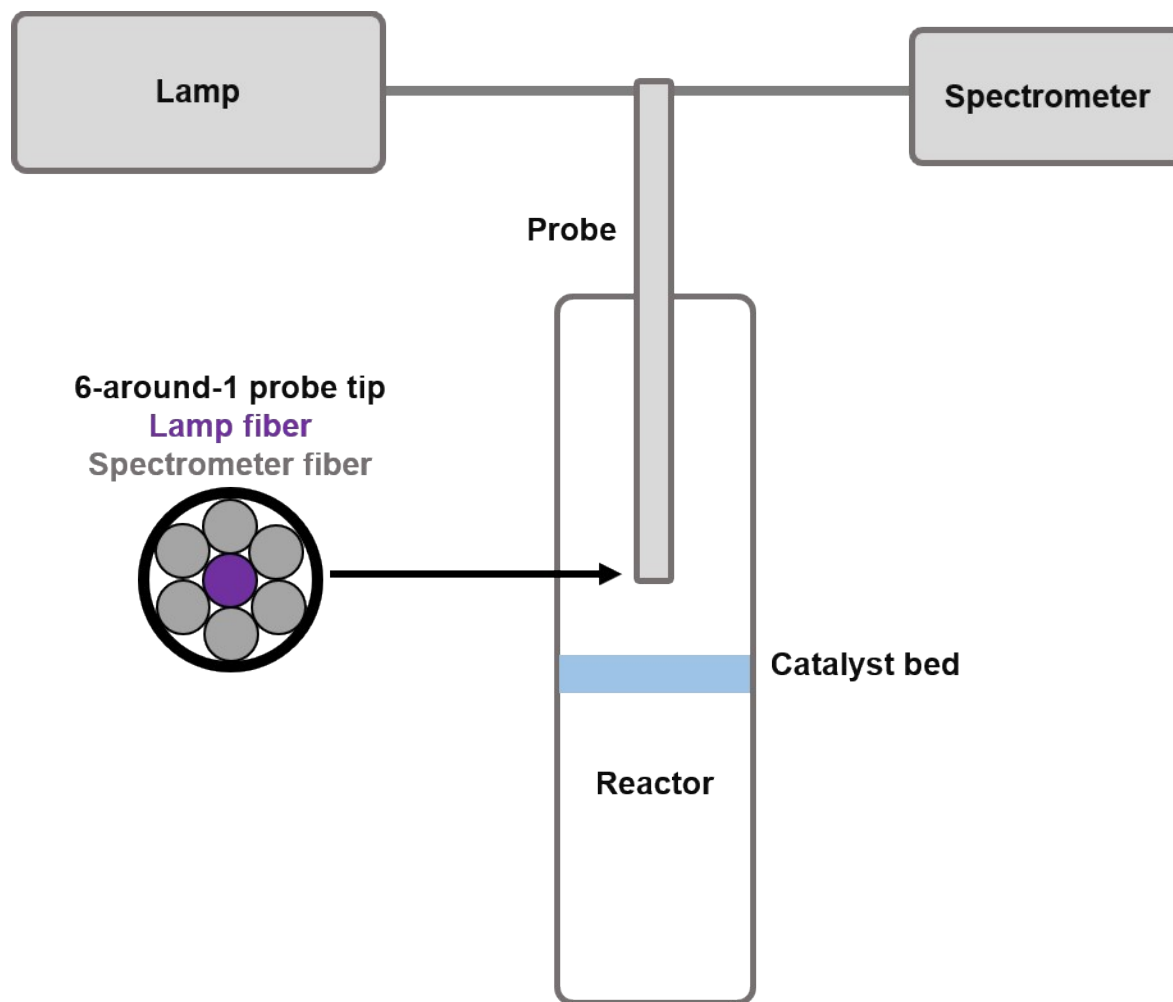 Lamp
Spectrometer
Probe
6-around-1 probe tip
Lamp fiber
Spectrometer fiber
Catalyst bed
Reactor